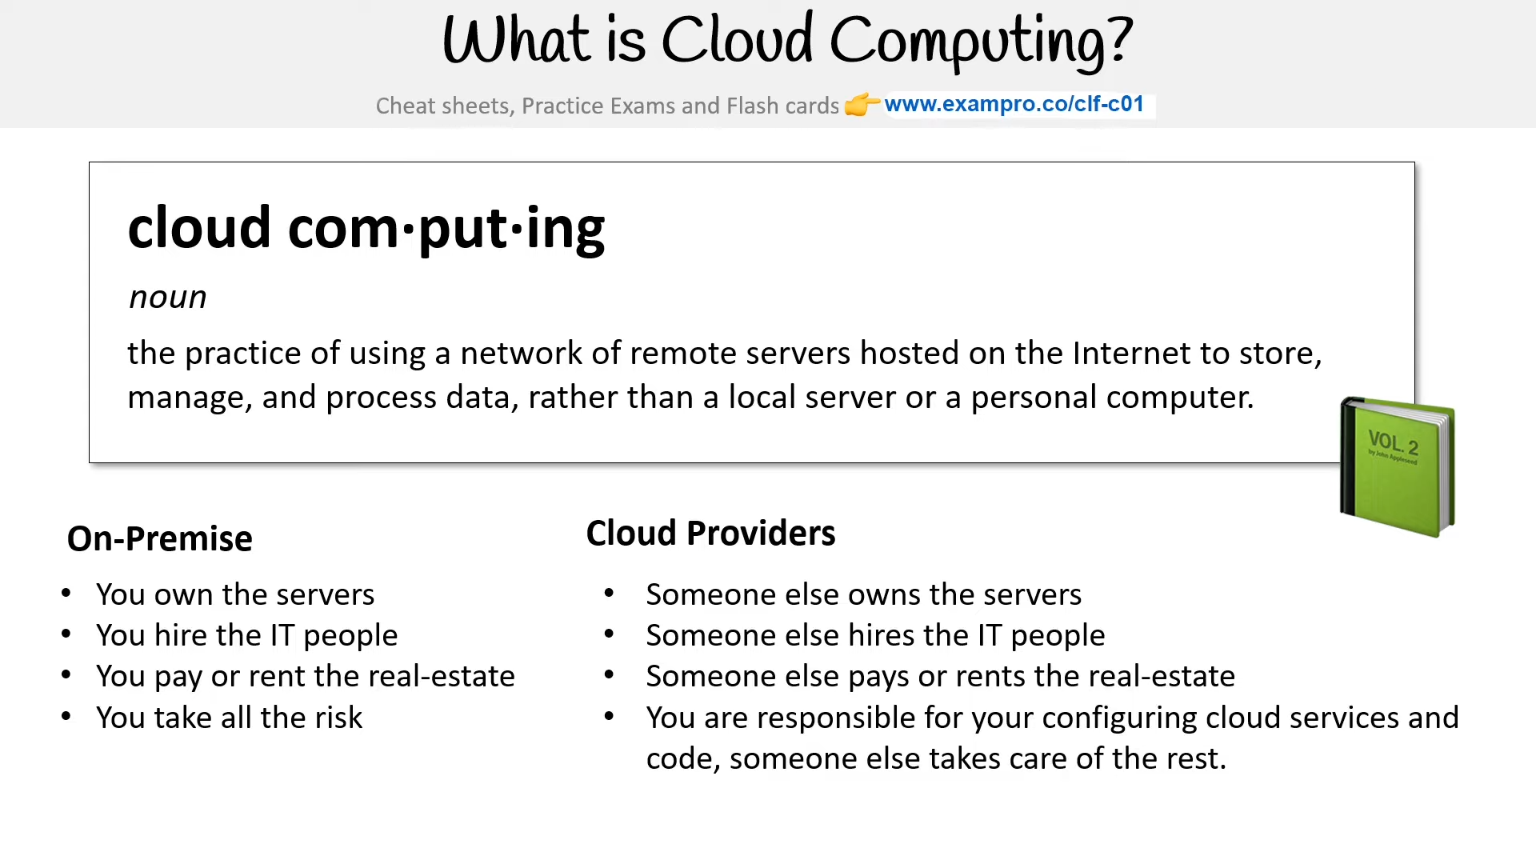 What is Cloud Computing?
Cheat sheets, Practice Exams and Flash cards 👉 www.exampro.co/clf-c01
cloud com·put·ing
noun
the practice of using a network of remote servers hosted on the Internet to store,
manage, and process data, rather than a local server or a personal computer.
VOL. 2
by John Appleseed
On-Premise
• You own the servers
• You hire the IT people
• You pay or rent the real-estate
• You take all the risk
Cloud Providers
• Someone else owns the servers
• Someone else hires the IT people
• Someone else pays or rents the real-estate
• You are responsible for your configuring cloud services and
code, someone else takes care of the rest.